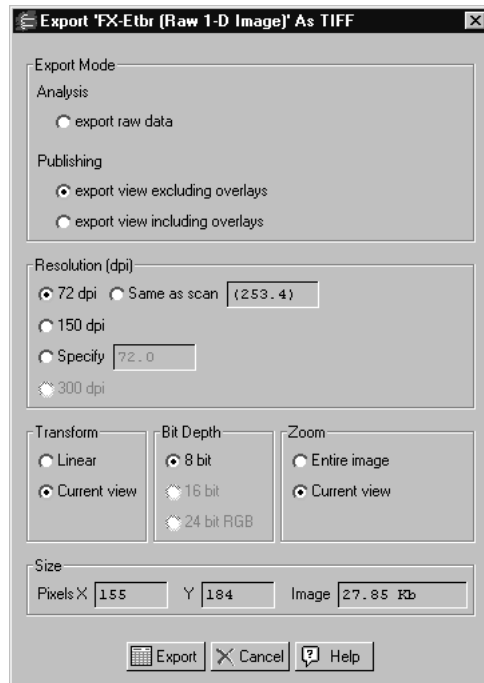 Export 'FX-Etbr (Raw 1-D Image)' As TIFF
Export Mode
Analysis
export raw data
Publishing
export view excluding overlays
export view including overlays
Resolution (dpi)
72 dpi Same as scan (253.4)
150 dpi
Specify 72.0
300 dpi
Transform
Linear
Current view
Bit Depth
8 bit
16 bit
24 bit RGB
Zoom
Entire image
Current view
Size
Pixels X 155 Y 184 Image 27.85 Kb
Export Cancel Help